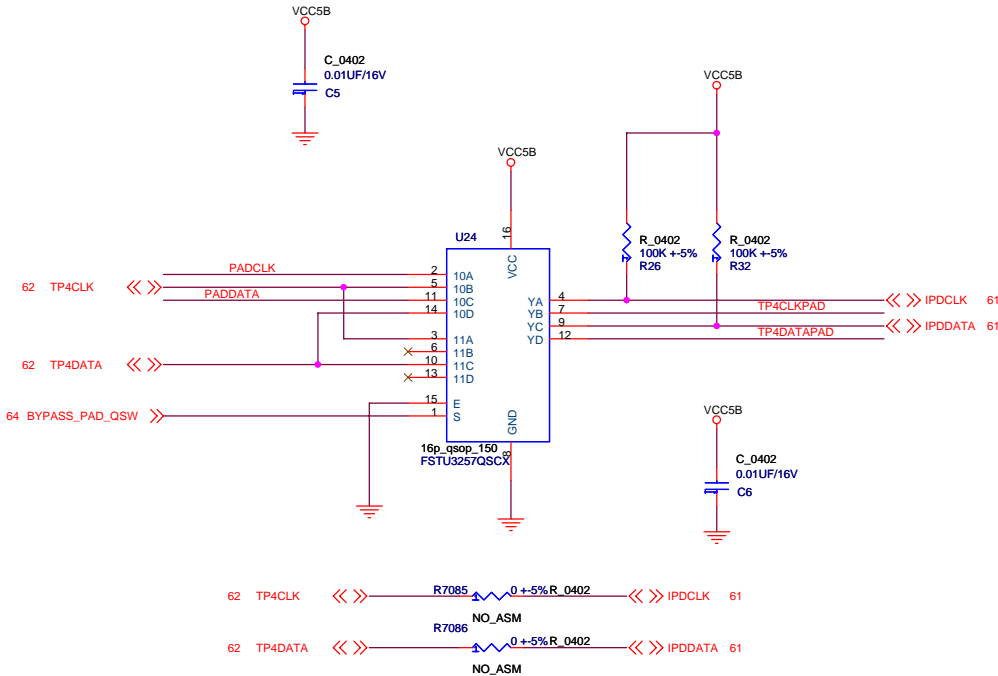 VCC5B
C_0402
0.01UF/16V
C5
VCC5B
VCC5B
U24
16
VCC
R_0402
100K +-5%
R26
R_0402
100K +-5%
R32
PADCLK
2
10A
62 TP4CLK
5
10B
PADDATA
11
10C
14
10D
YA
4
IPDCLK 61
YB
7
TP4CLKPAD
YC
9
IPDDATA 61
YD
12
TP4DATAPAD
3
11A
6
11B
62 TP4DATA
10
11C
13
11D
15
E
64 BYPASS_PAD_QSW
1
S
GND
8
16p_qsop_150
FSTU3257QSCX
VCC5B
C_0402
0.01UF/16V
C6
62 TP4CLK
R7085
1
0 +-5% R_0402
IPDCLK 61
NO_ASM
R7086
62 TP4DATA
1
0 +-5% R_0402
IPDDATA 61
NO_ASM